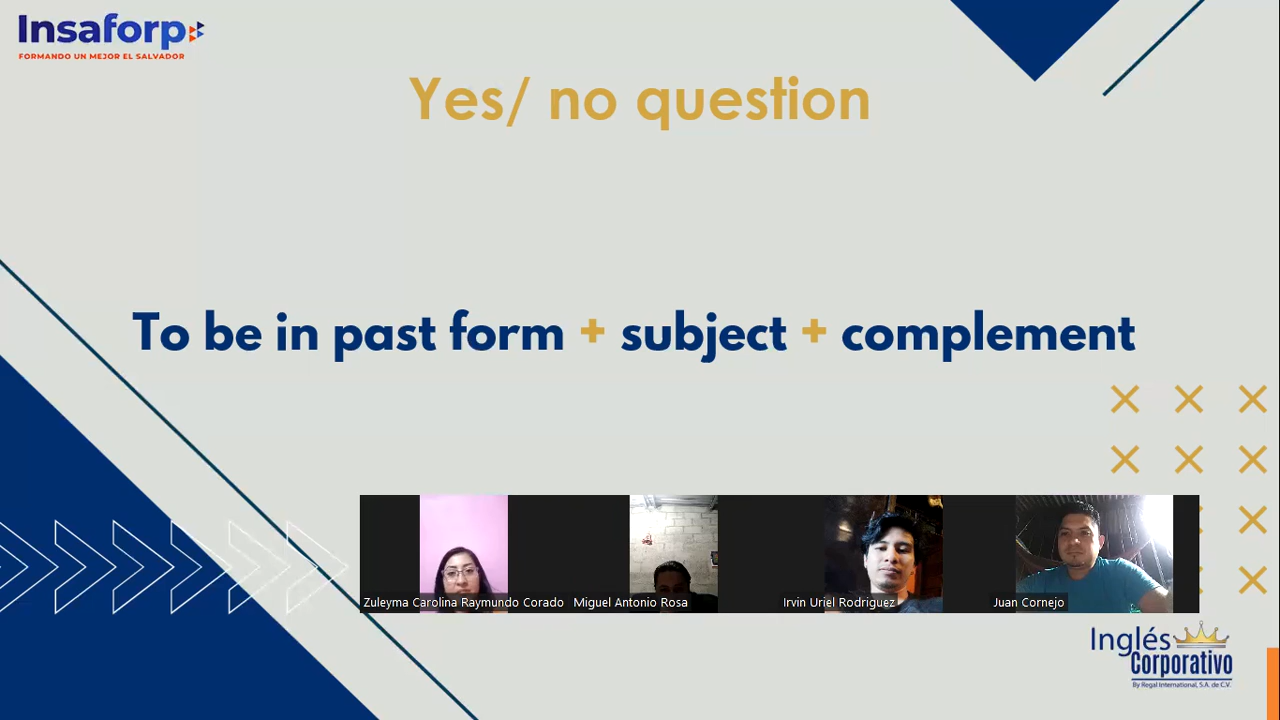 Insaforp
FORMANDO UN MEJOR EL SALVADOR
Yes/ no question
To be in past form + subject + complement
Zuleyma Carolina Raymundo Corado
Miguel Antonio Rosa
Irvin Uriel Rodriguez
Juan Cornejo
Inglés
Corporativo
By Regal International, S.A. de C.V.